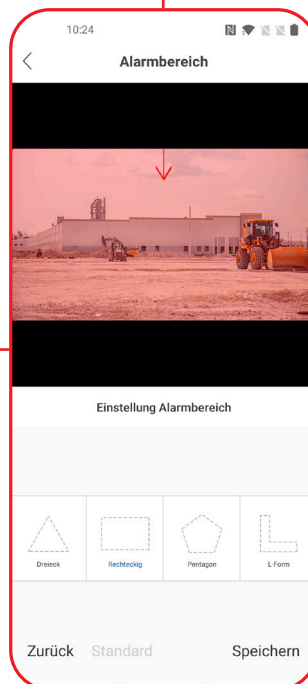 10:24
Alarmbereich
Einstellung Alarmbereich
Dreieck Rechteckig Pentagon L-Form
Zurück Standard Speichern